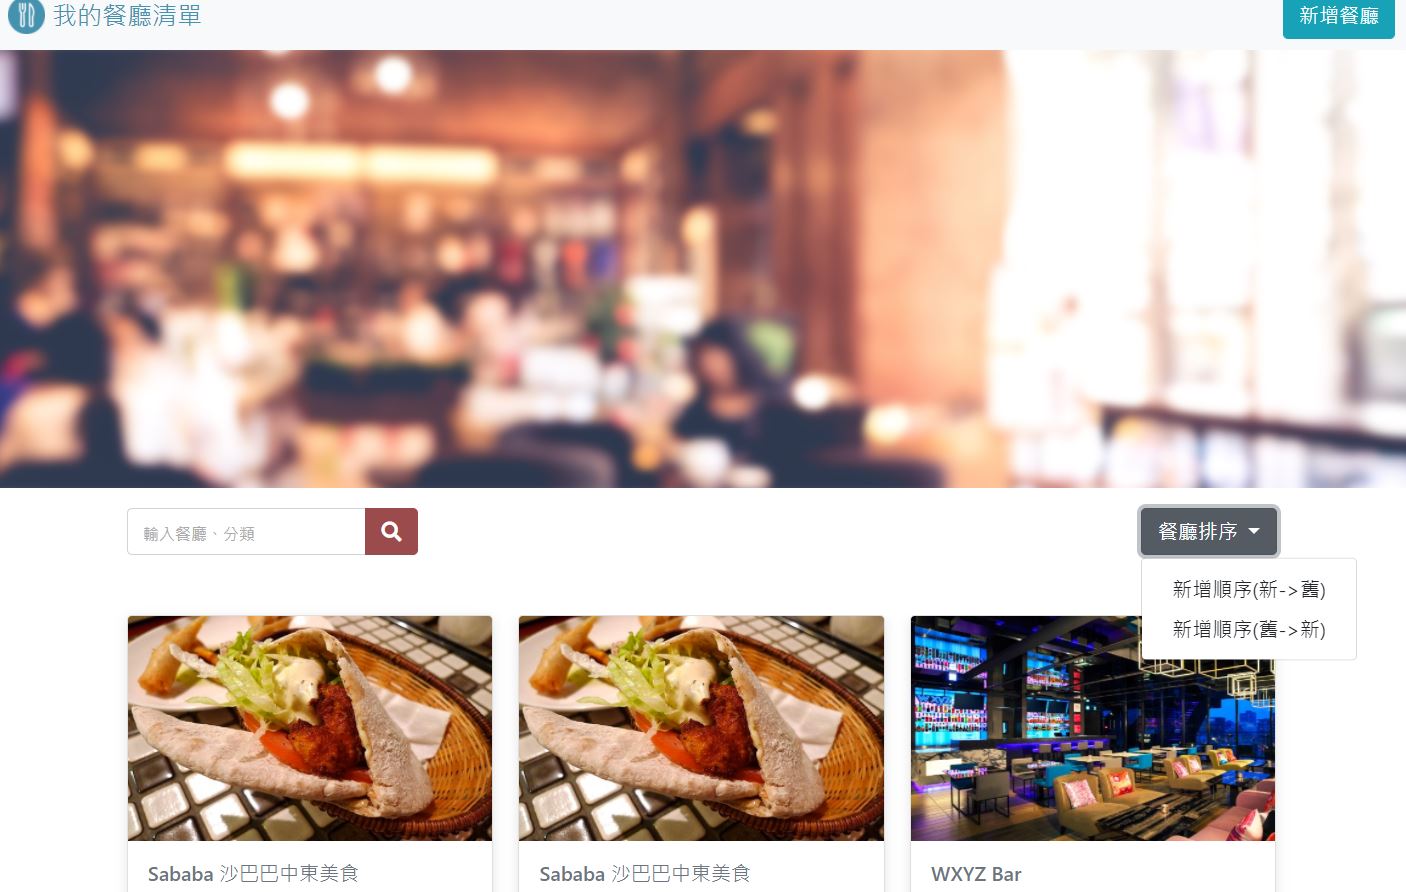 我的餐廳清單
新增餐廳
輸入餐廳、分類
餐廳排序
新增順序(新->舊)
新增順序(舊->新)
Sababa 沙巴巴中東美食
Sababa 沙巴巴中東美食
WXYZ Bar